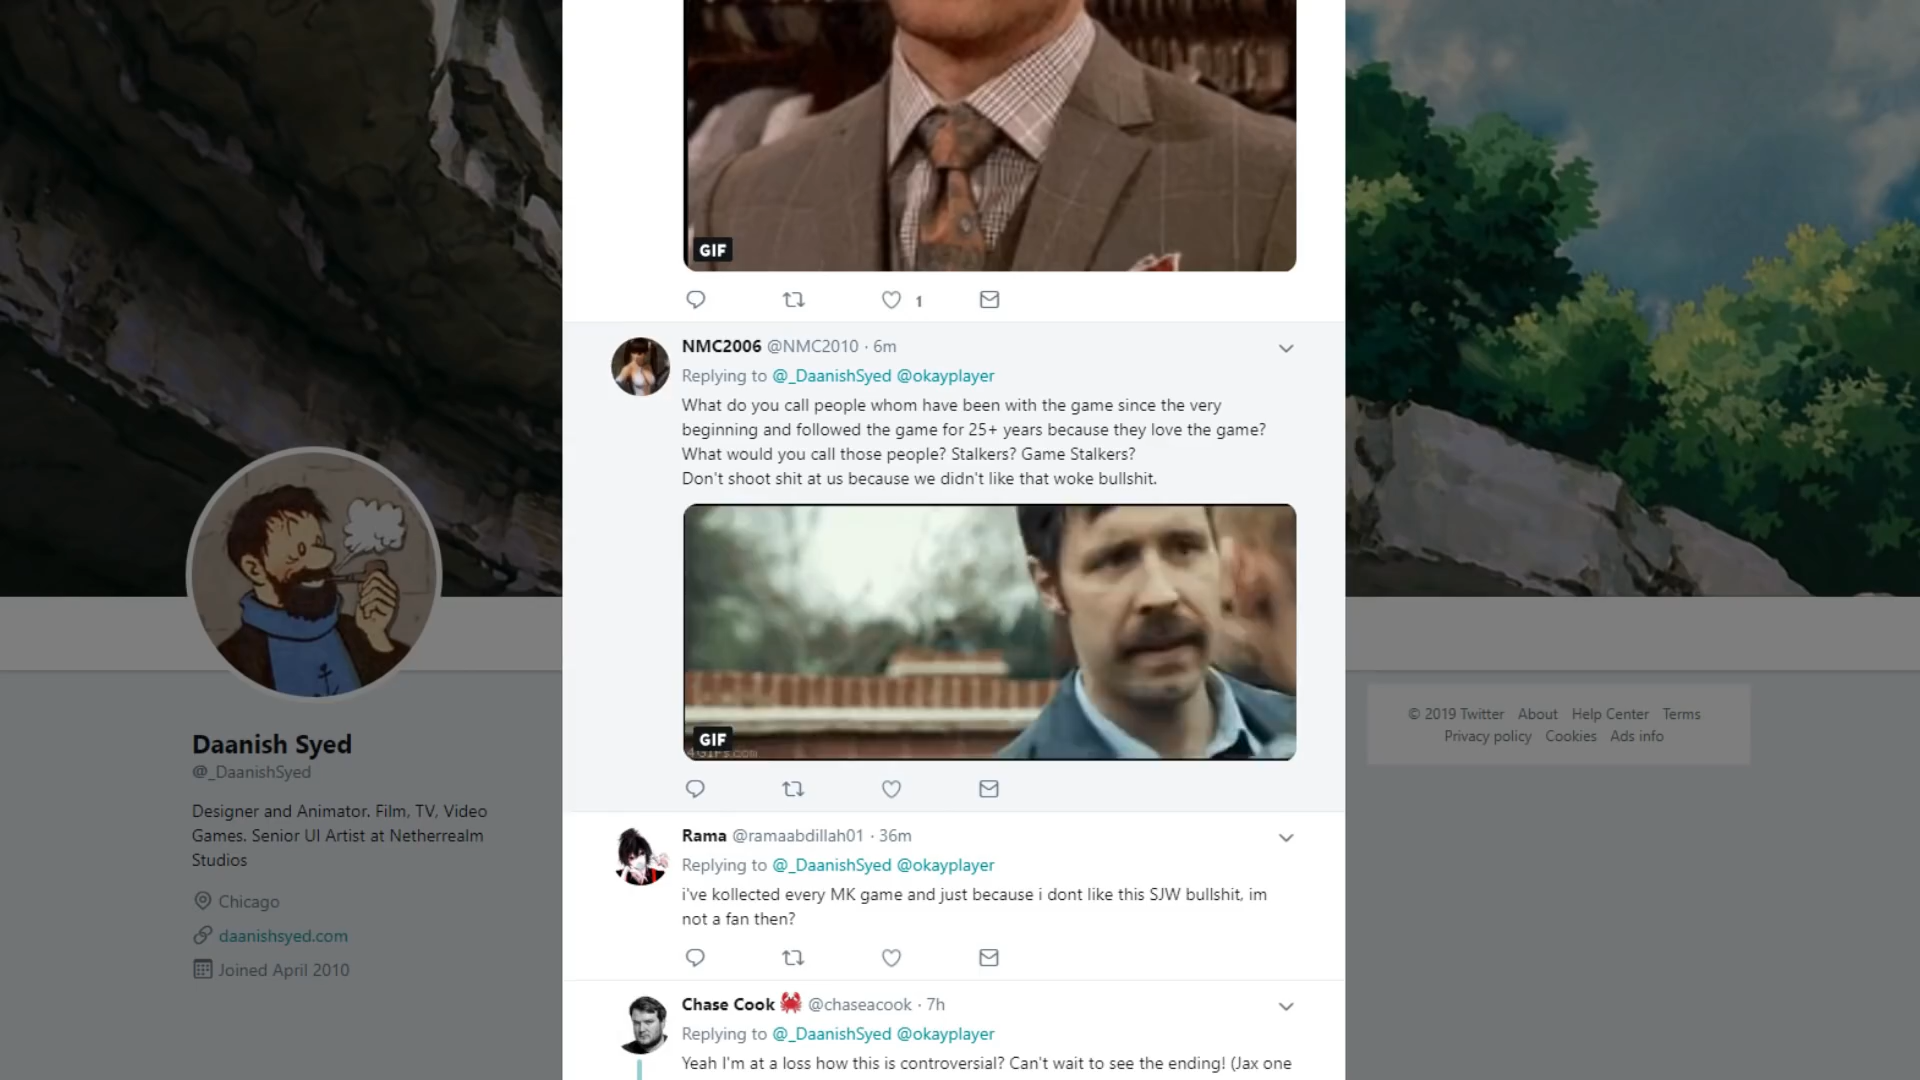 GIF
1
NMC2006 @NMC2010 · 6m
Replying to @_DaanishSyed @okayplayer
What do you call people whom have been with the game since the very
beginning and followed the game for 25+ years because they love the game?
What would you call those people? Stalkers? Game Stalkers?
Don't shoot shit at us because we didn't like that woke bullshit.
GIF
4GIFs.com
Rama @ramaabdillah01 · 36m
Replying to @_DaanishSyed @okayplayer
i've kollected every MK game and just because i dont like this SJW bullshit, im
not a fan then?
Chase Cook 🦀 @chaseacook · 7h
Replying to @_DaanishSyed @okayplayer
Yeah I'm at a loss how this is controversial? Can't wait to see the ending! (Jax one
Daanish Syed
@_DaanishSyed
Designer and Animator. Film, TV, Video
Games. Senior UI Artist at Netherrealm
Studios
Chicago
daanishsyed.com
Joined April 2010
© 2019 Twitter About Help Center Terms
Privacy policy Cookies Ads info